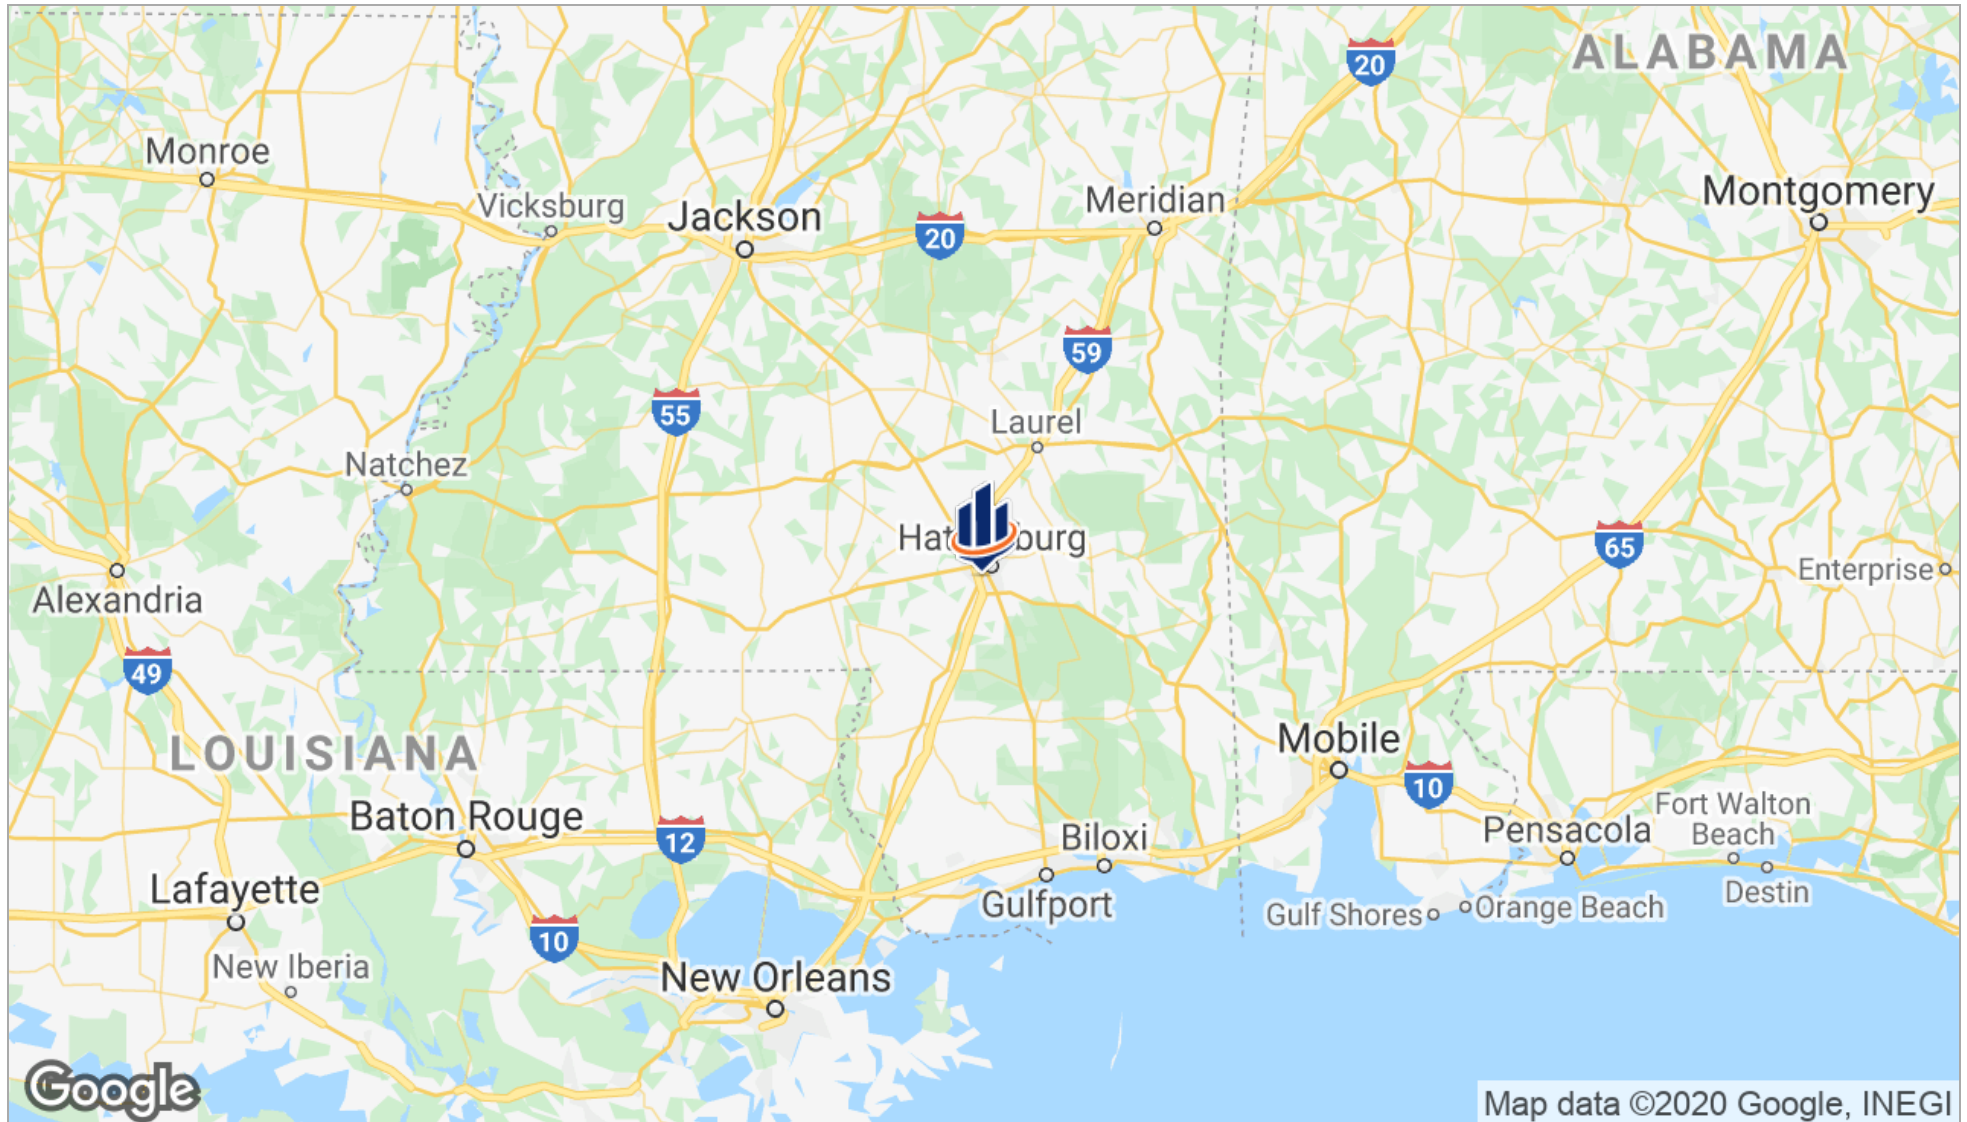 ALABAMA
20
Monroe
Vicksburg
Jackson
Meridian
Montgomery
20
59
55
Laurel
Natchez
burg
65
Enterprise
Alexandria
49
LOUISIANA
Mobile
10
Baton Rouge
12
Biloxi
Pensacola
Fort Walton
Beach
Lafayette
Gulfport
Gulf Shores
Orange Beach
Destin
10
New Iberia
New Orleans
Google
Map data ©2020 Google, INEGI